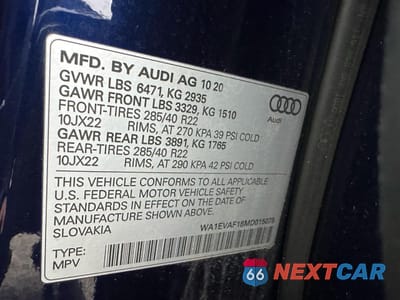 MFD. BY AUDI AG 10 20
GVWR LBS 6471, KG 2935
GAWR FRONT LBS 3329, KG 1510
FRONT-TIRES 285/40 R22
10JX22 RIMS, AT 270 KPA 39 PSI COLD
GAWR REAR LBS 3891, KG 1765
REAR-TIRES 285/40 R22
10JX22 RIMS, AT 290 KPA 42 PSI COLD
Audi
THIS VEHICLE CONFORMS TO ALL APPLICABLE
U.S. FEDERAL MOTOR VEHICLE SAFETY
STANDARDS IN EFFECT ON THE DATE OF
MANUFACTURE SHOWN ABOVE.
SLOVAKIA
TYPE:
MPV
66 NEXTCAR